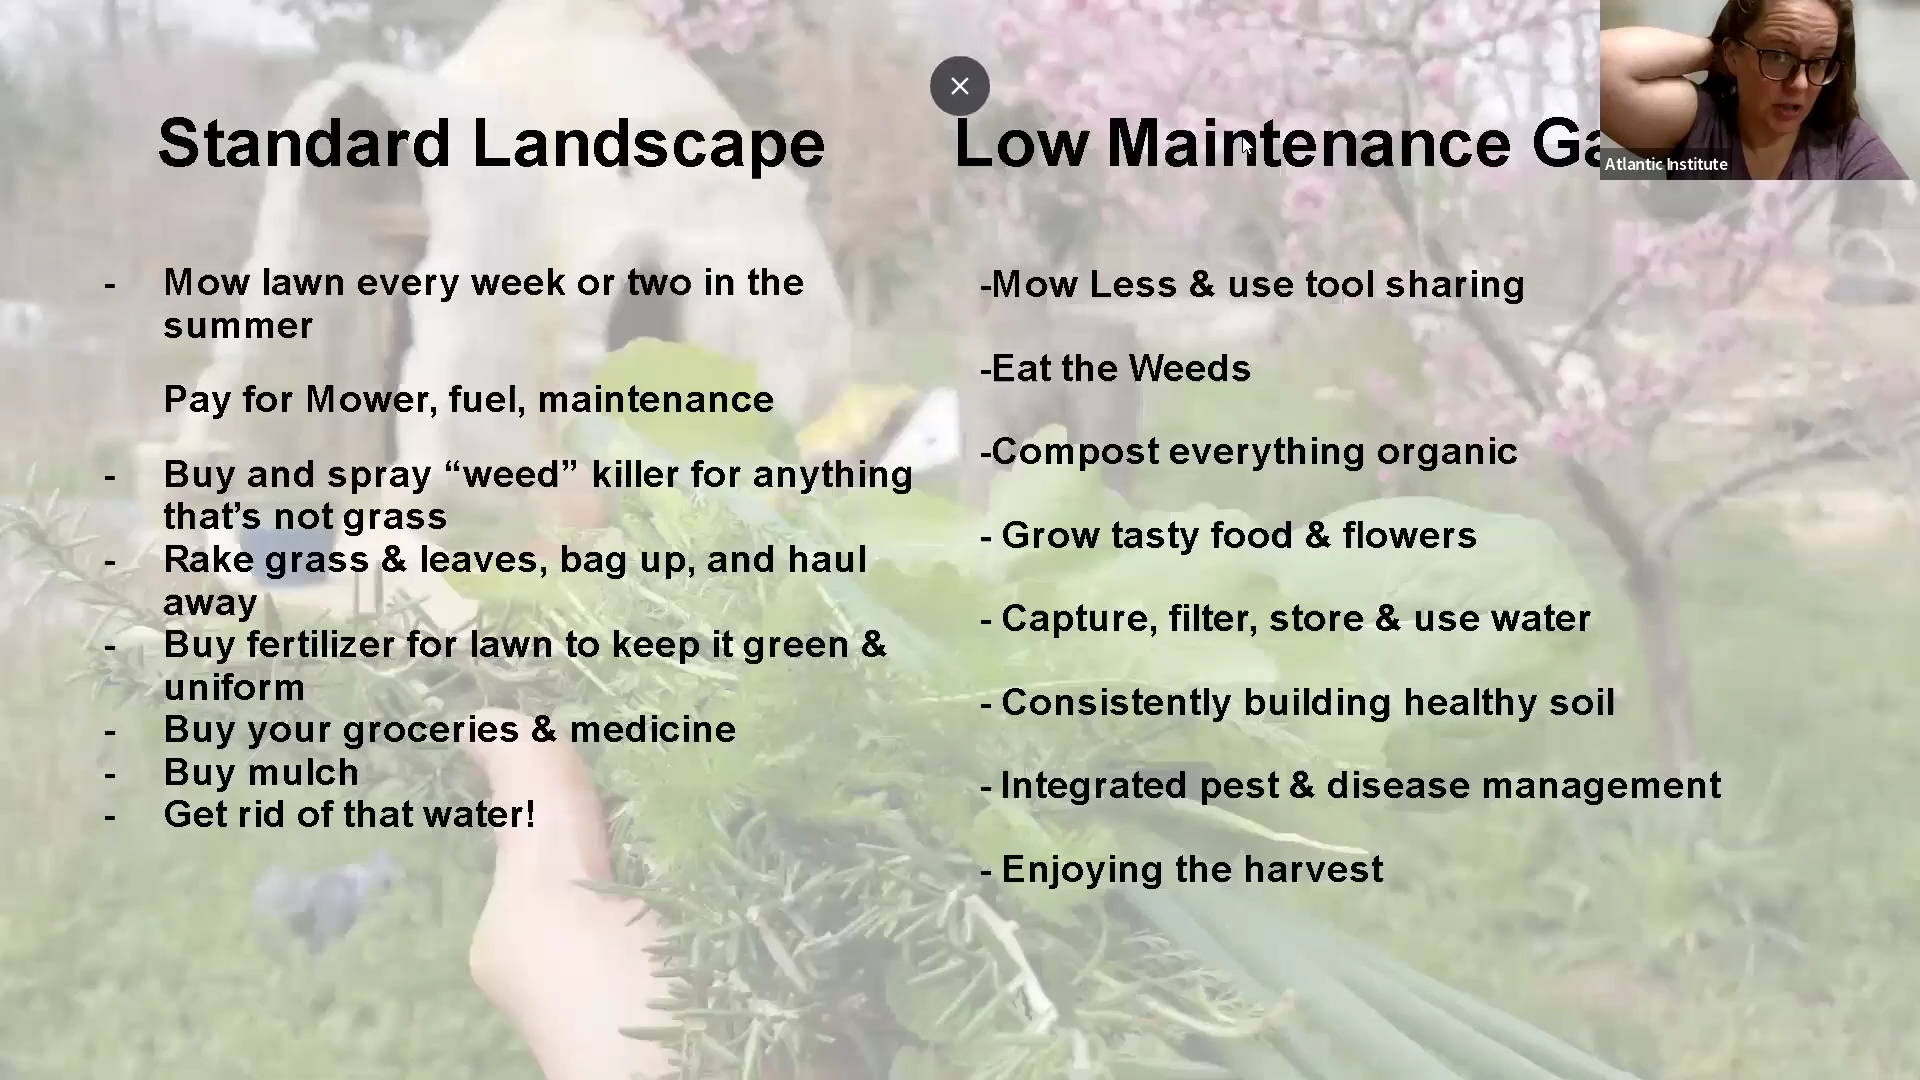 Standard Landscape
- Mow lawn every week or two in the
summer
Pay for Mower, fuel, maintenance
- Buy and spray “weed” killer for anything
that’s not grass
- Rake grass & leaves, bag up, and haul
away
- Buy fertilizer for lawn to keep it green &
uniform
- Buy your groceries & medicine
- Buy mulch
- Get rid of that water!
Low Maintenance
-Mow Less & use tool sharing
-Eat the Weeds
-Compost everything organic
- Grow tasty food & flowers
- Capture, filter, store & use water
- Consistently building healthy soil
- Integrated pest & disease management
- Enjoying the harvest
Atlantic Institute